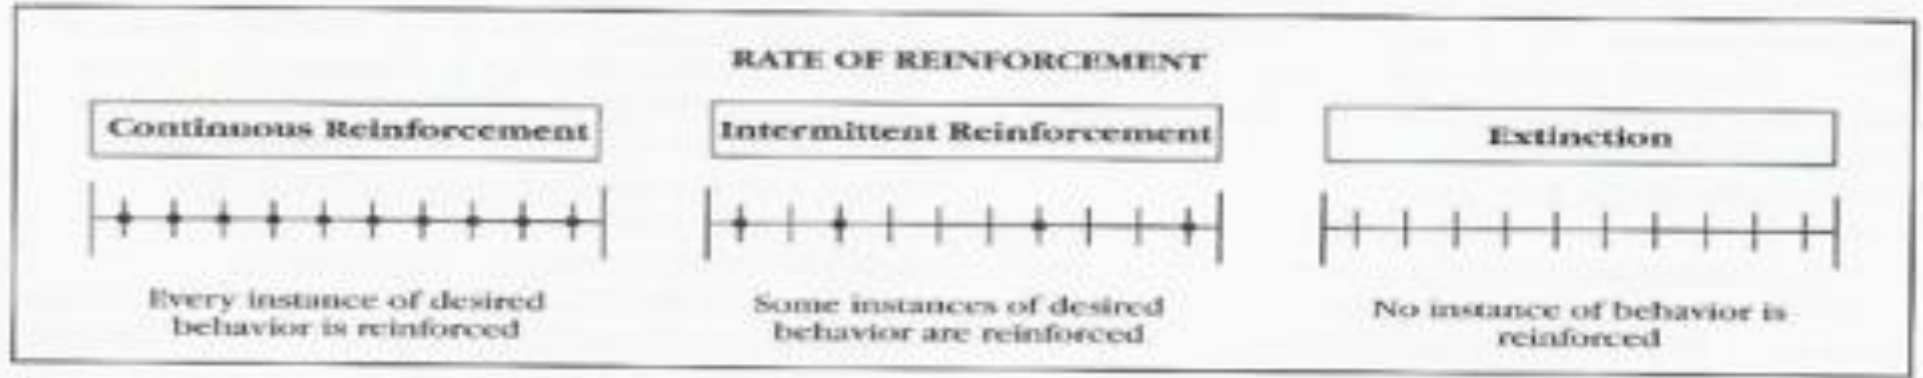 RATE OF REINFORCEMENT
Continuous Reinforcement
Intermittent Reinforcement
Extinction
Every instance of desired
behavior is reinforced
Some instances of desired
behavior are reinforced
No instance of behavior is
reinforced